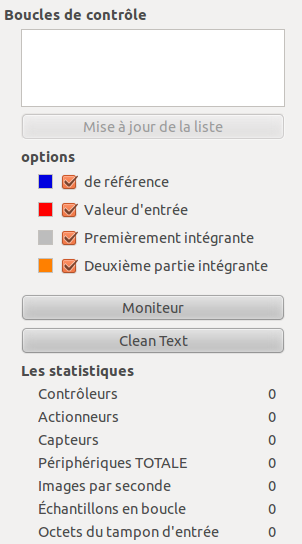 Boucles de contrôle
Mise à jour de la liste
options
de référence
Valeur d'entrée
Premièrement intégrante
Deuxième partie intégrante
Moniteur
Clean Text
Les statistiques
Contrôleurs 0
Actionneurs 0
Capteurs 0
Périphériques TOTALE 0
Images par seconde 0
Échantillons en boucle 0
Octets du tampon d'entrée 0